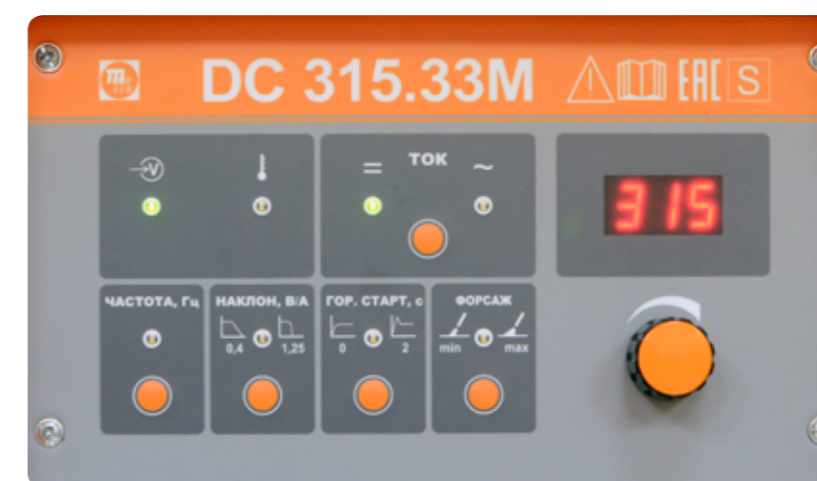 DC 315.33М EAC S
V
= ТОК ~
315
ЧАСТОТА, Гц
НАКЛОН, В/А
0,4 1,25
ГОР. СТАРТ, с
0 2
ФОРСАЖ
min max